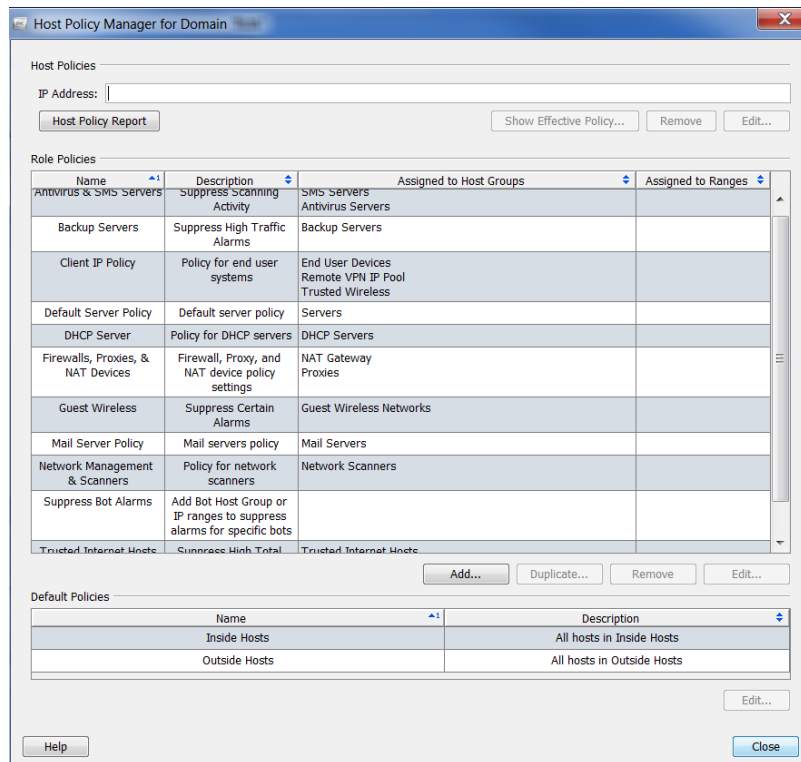 Host Policy Manager for Domain
Host Policies
IP Address:
Host Policy Report Show Effective Policy... Remove Edit...
Role Policies
Name 1 Description Assigned to Host Groups Assigned to Ranges
Antivirus & SMS Servers Suppress Scanning SMS Servers
Activity Antivirus Servers
Backup Servers Suppress High Traffic Backup Servers
Alarms
Client IP Policy Policy for end user End User Devices
systems Remote VPN IP Pool
Trusted Wireless
Default Server Policy Default server policy Servers
DHCP Server Policy for DHCP servers DHCP Servers
Firewalls, Proxies, & Firewall, Proxy, and NAT Gateway
NAT Devices NAT device policy Proxies
settings
Guest Wireless Suppress Certain Guest Wireless Networks
Alarms
Mail Server Policy Mail servers policy Mail Servers
Network Management Policy for network Network Scanners
& Scanners scanners
Suppress Bot Alarms Add Bot Host Group or
IP ranges to suppress
alarms for specific bots
Trusted Internet Hosts Suppress High Total Trusted Internet Hosts
Add... Duplicate... Remove Edit...
Default Policies
Name 1 Description
Inside Hosts All hosts in Inside Hosts
Outside Hosts All hosts in Outside Hosts
Edit...
Help Close